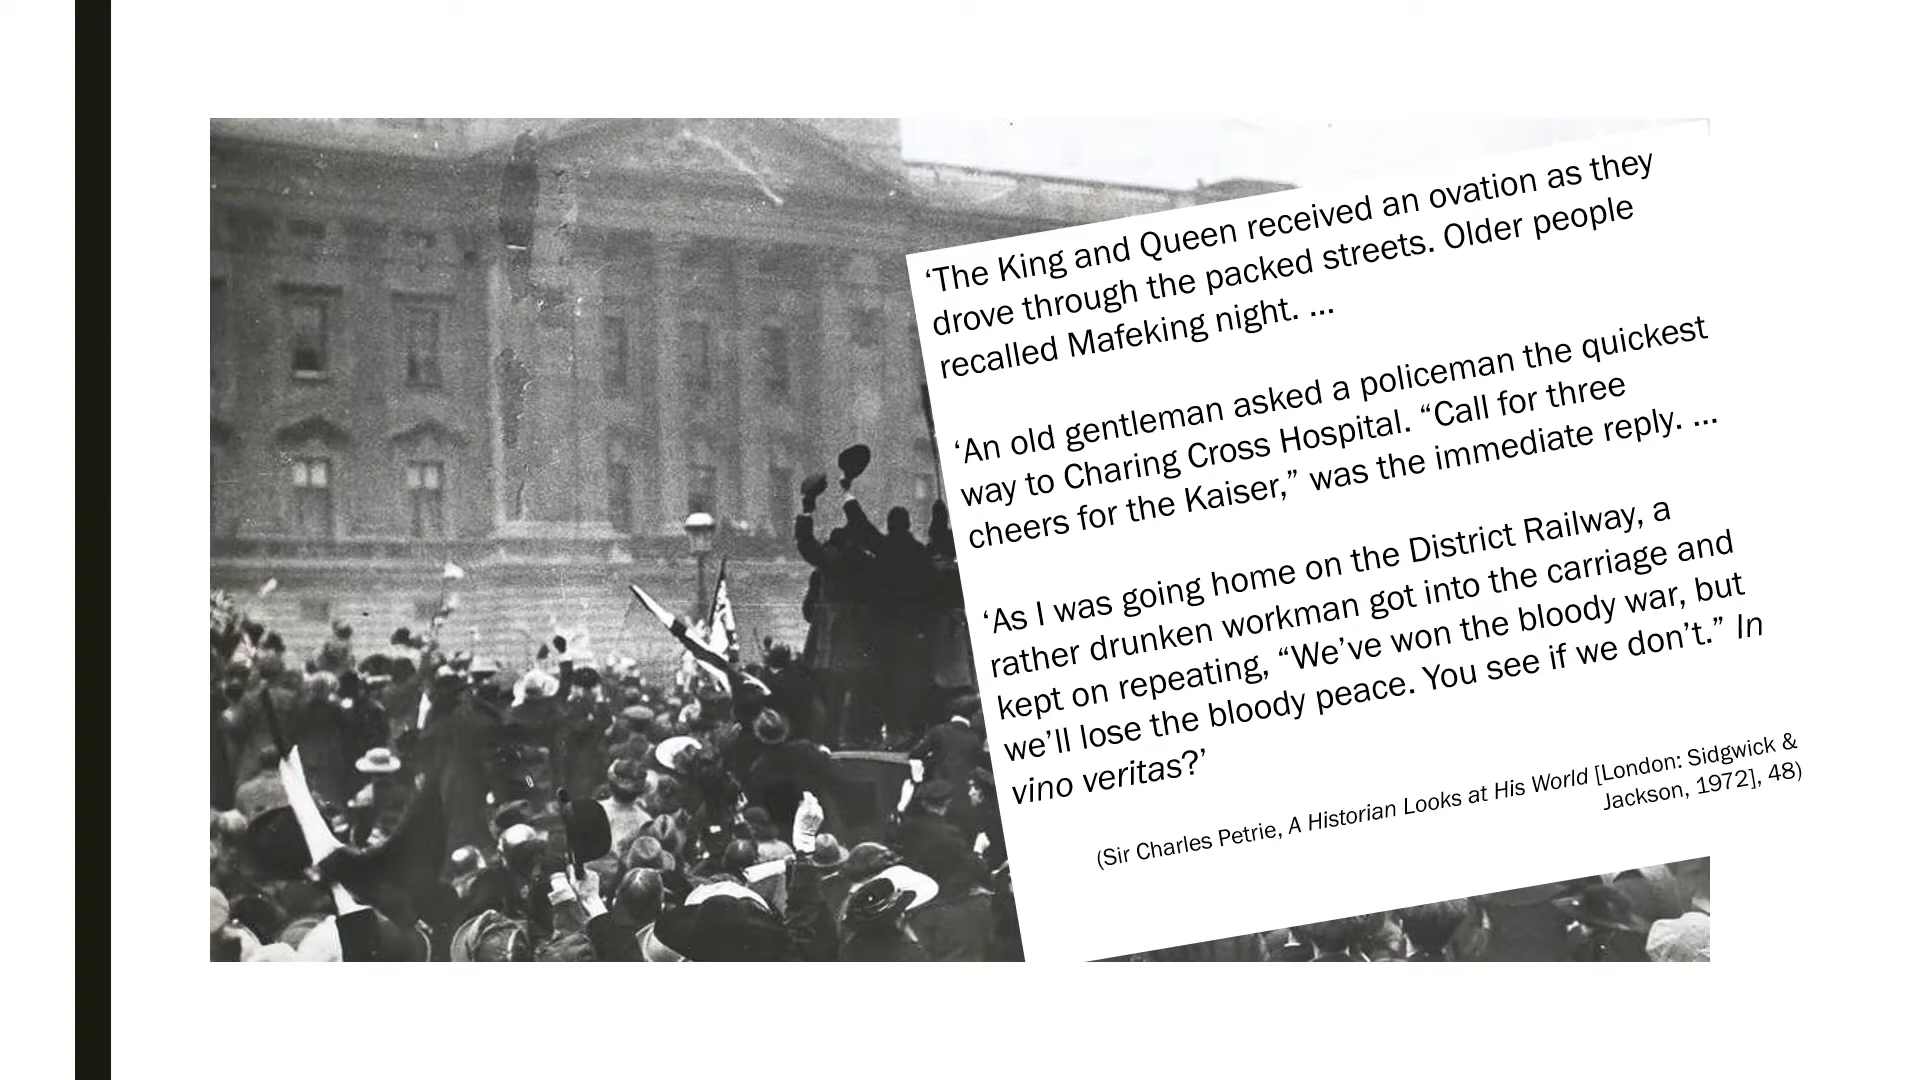 ‘The King and Queen received an ovation as they
drove through the packed streets. Older people
recalled Mafeking night. ...
‘An old gentleman asked a policeman the quickest
way to Charing Cross Hospital. “Call for three
cheers for the Kaiser,” was the immediate reply. ...
‘As I was going home on the District Railway, a
rather drunken workman got into the carriage and
kept on repeating, “We’ve won the bloody war, but
we’ll lose the bloody peace. You see if we don’t.” In
vino veritas?’
(Sir Charles Petrie, A Historian Looks at His World [London: Sidgwick &
Jackson, 1972], 48)